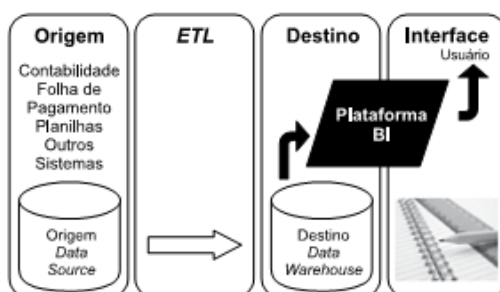 Origem
Contabilidade
Folha de
Pagamento
Planilhas
Outros
Sistemas
Origem
Data
Source
ETL
Destino
Plataforma
BI
Destino
Data
Warehouse
Interface
Usuário